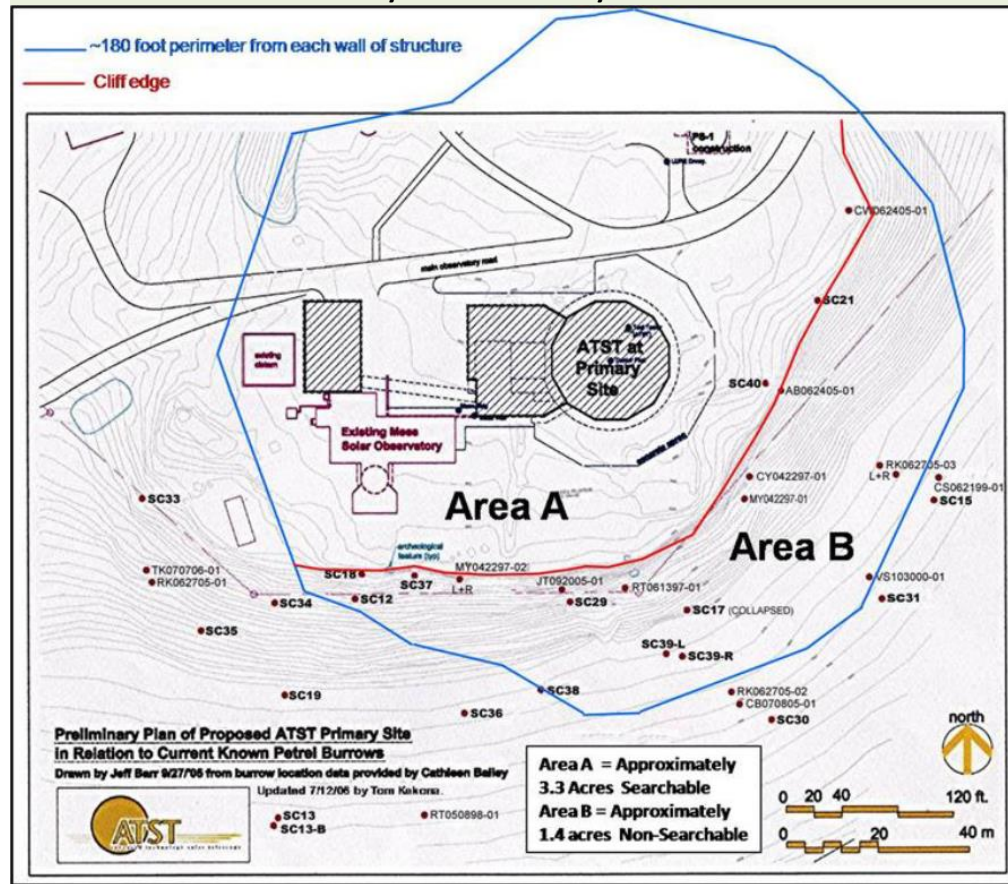 ~180 foot perimeter from each wall of structure
Cliff edge
PS-1
construction
CW062405-01
main observatory road
SC21
existing
ATST at
Primary
Site
SC40
AB062405-01
Existing Mees
Solar Observatory
RK062705-03
L+R
CY042297-01
CS062199-01
SC33
MY042297-01
SC15
Area A
Area B
archeological
feature (typ)
MY042297-02
TK070706-01
SC18
SC37
L+R
JT092005-01
RT061397-01
VS103000-01
RK062705-01
SC12
SC29
SC31
SC34
SC17 (COLLAPSED)
SC35
SC39-L
SC39-R
SC19
SC38
RK062705-02
CB070805-01
SC36
SC30
Preliminary Plan of Proposed ATST Primary Site
in Relation to Current Known Petrel Burrows
Drawn by Jeff Barr 9/27/'05 from burrow location data provided by Cathleen Bailey
Updated 7/12/06 by Tom Kekona.
ATST
SC13
SC13-B
RT050898-01
Area A = Approximately
3.3 Acres Searchable
Area B = Approximately
1.4 acres Non-Searchable
north
0 20 40 120 ft.
0 20 40 m